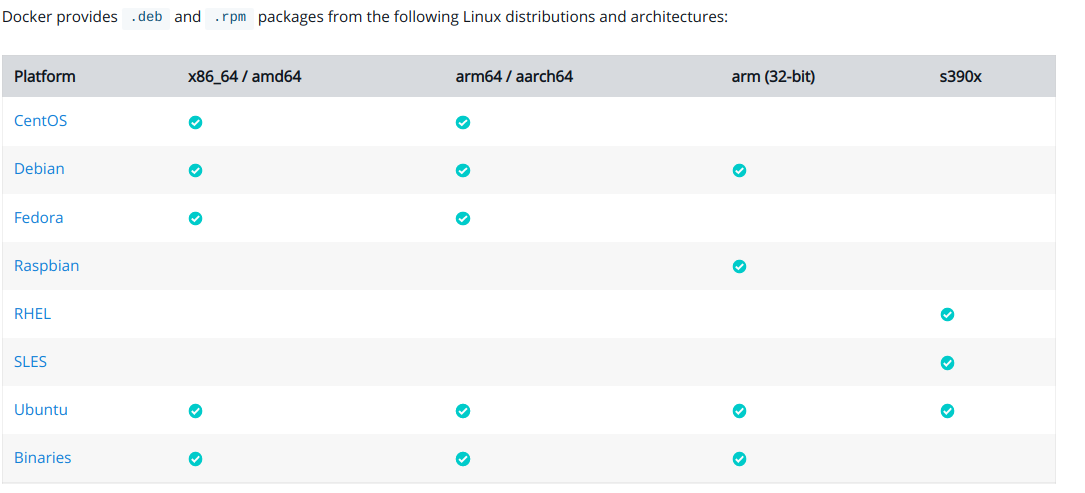 Docker provides .deb and .rpm packages from the following Linux distributions and architectures:
Platform x86_64 / amd64 arm64 / aarch64 arm (32-bit) s390x
CentOS
Debian
Fedora
Raspbian
RHEL
SLES
Ubuntu
Binaries